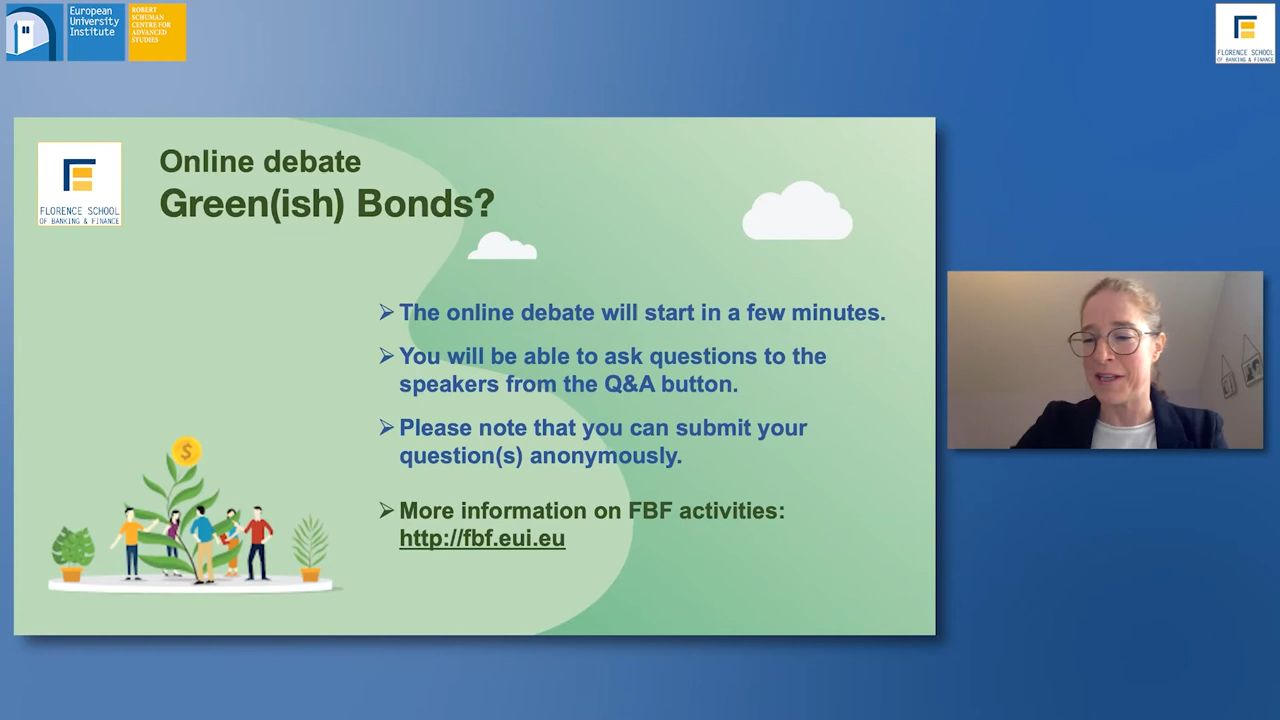 European
University
Institute
ROBERT
SCHUMAN
CENTRE FOR
ADVANCED
STUDIES
FLORENCE SCHOOL
OF BANKING & FINANCE
FLORENCE SCHOOL
OF BANKING & FINANCE
Online debate
Green(ish) Bonds?
The online debate will start in a few minutes.
You will be able to ask questions to the
speakers from the Q&A button.
Please note that you can submit your
question(s) anonymously.
More information on FBF activities:
http://fbf.eui.eu
$